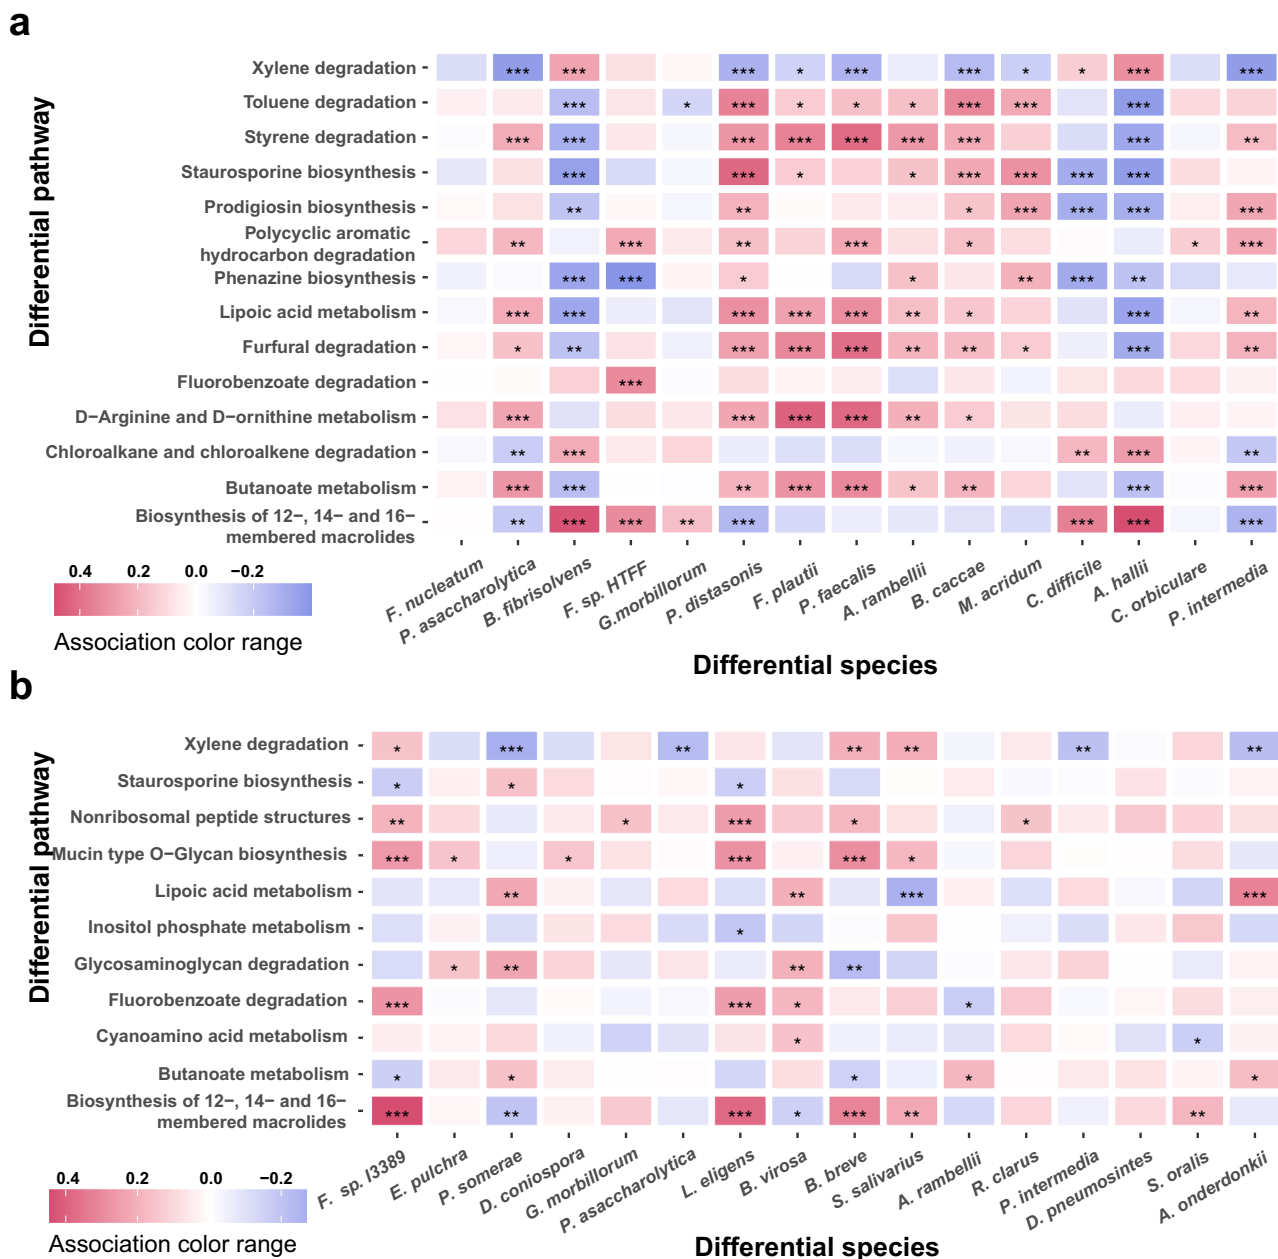 a
Differential pathway
Xylene degradation
*** *** *** * *** *** * * *** ***
Toluene degradation
*** * *** * * * *** *** ***
Styrene degradation
*** *** *** *** *** *** *** *** **
Staurosporine biosynthesis
*** *** * * *** *** *** ***
Prodigiosin biosynthesis
** ** * *** *** *** ***
Polycyclic aromatic
hydrocarbon degradation
** *** ** *** * * ***
Phenazine biosynthesis
*** *** * * ** *** **
Lipoic acid metabolism
*** *** *** *** *** ** * *** **
Furfural degradation
* ** *** *** *** ** ** * *** **
Fluorobenzoate degradation
***
D−Arginine and D−ornithine metabolism
*** *** *** *** ** *
Chloroalkane and chloroalkene degradation
** *** ** *** **
Butanoate metabolism
*** *** ** *** *** * ** *** ***
Biosynthesis of 12−, 14− and 16−
membered macrolides
** *** *** ** *** *** *** ***
F. nucleatum
P. asaccharolytica
B. fibrisolvens
F. sp. HTFF
G.morbillorum
P. distasonis
F. plautii
P. faecalis
A. rambellii
B. caccae
M. acridum
C. difficile
A. hallii
C. orbiculare
P. intermedia
0.4 0.2 0.0 −0.2
Association color range
Differential species
b
Differential pathway
Xylene degradation
* *** ** ** ** ** **
Staurosporine biosynthesis
* * *
Nonribosomal peptide structures
** * *** * *
Mucin type O−Glycan biosynthesis
*** * * *** *** *
Lipoic acid metabolism
** ** *** ***
Inositol phosphate metabolism
*
Glycosaminoglycan degradation
* ** ** **
Fluorobenzoate degradation
*** *** * *
Cyanoamino acid metabolism
* *
Butanoate metabolism
* * * * *
Biosynthesis of 12−, 14− and 16−
membered macrolides
*** ** *** * *** ** **
F. sp. I3389
E. pulchra
P. somerae
D. coniospora
G. morbillorum
P. asaccharolytica
L. eligens
B. virosa
B. breve
S. salivarius
A. rambellii
R. clarus
P. intermedia
D. pneumosintes
S. oralis
A. onderdonkii
0.4 0.2 0.0 −0.2
Association color range
Differential species